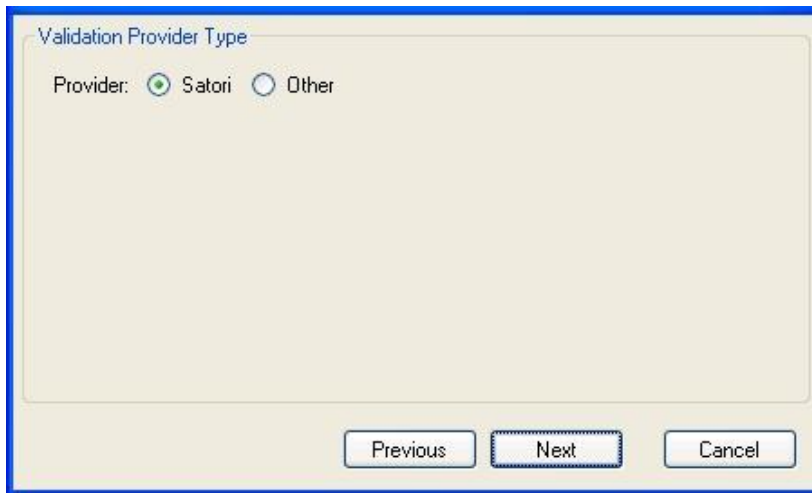 Validation Provider Type
Provider: Satori Other
Previous Next Cancel